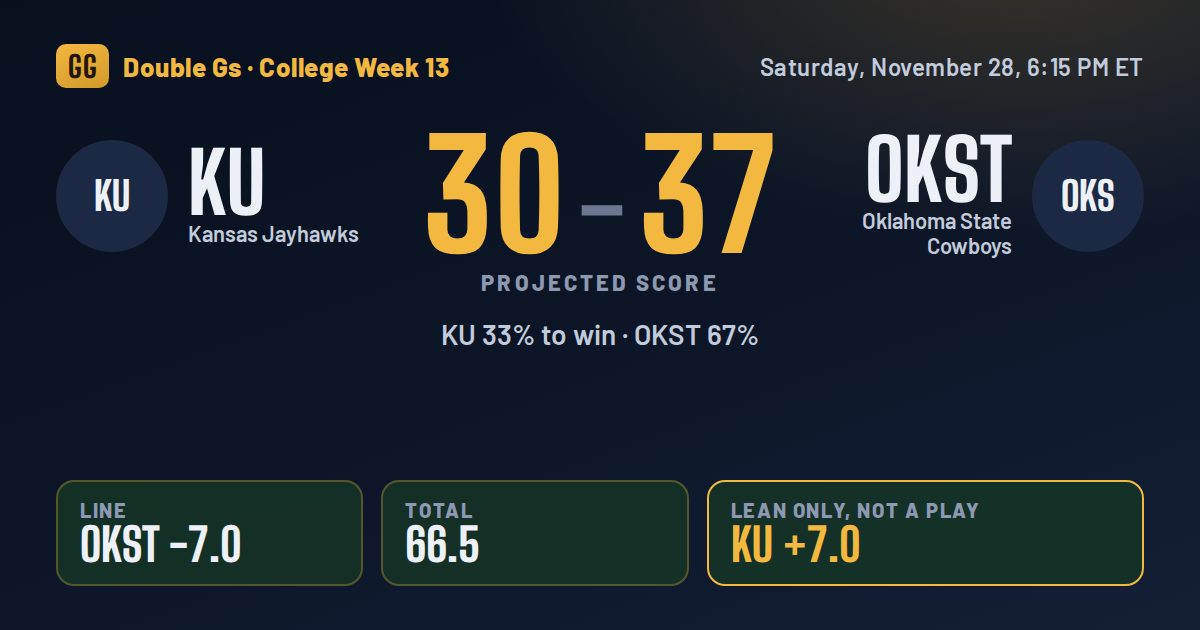 GG Double Gs · College Week 13
Saturday, November 28, 6:15 PM ET
KU
KU
Kansas Jayhawks
30 – 37
PROJECTED SCORE
KU 33% to win · OKST 67%
OKST
Oklahoma State
Cowboys
OKS
LINE
OKST −7.0
TOTAL
66.5
LEAN ONLY, NOT A PLAY
KU +7.0